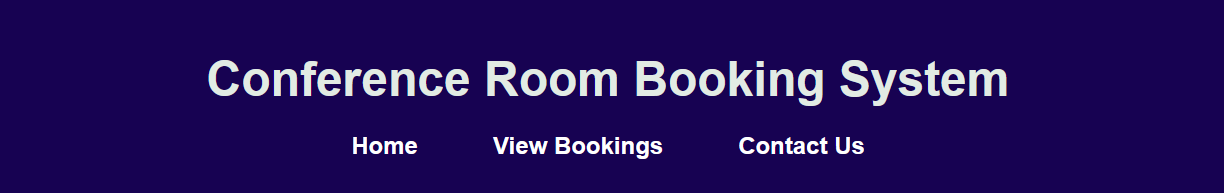 Conference Room Booking System
Home View Bookings Contact Us